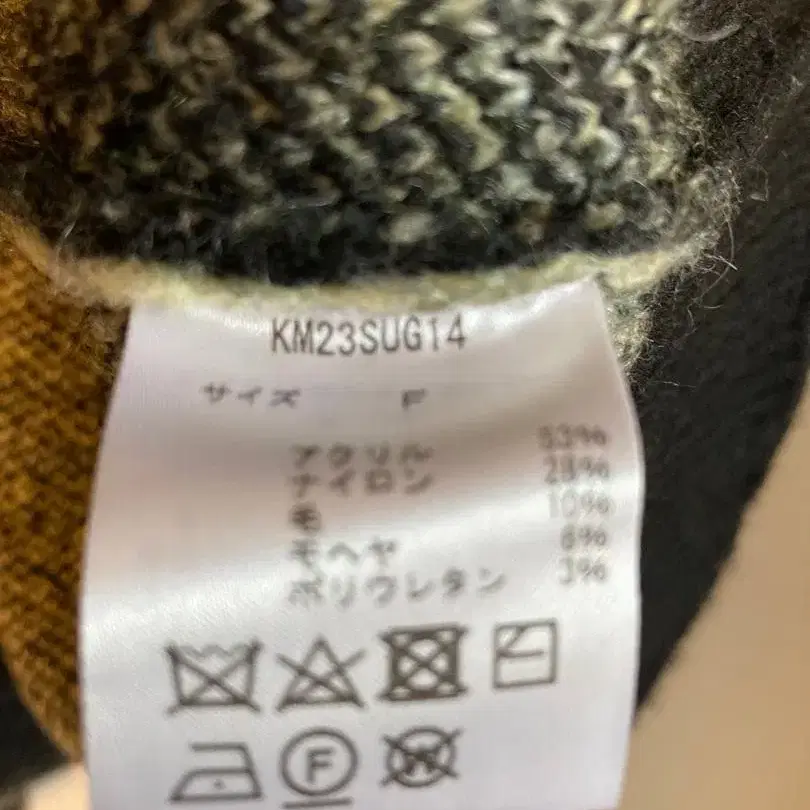 KM23SUG14
サイズ F
アクリル 53%
ナイロン 28%
毛 10%
モヘヤ 6%
ポリウレタン 3%
F
W